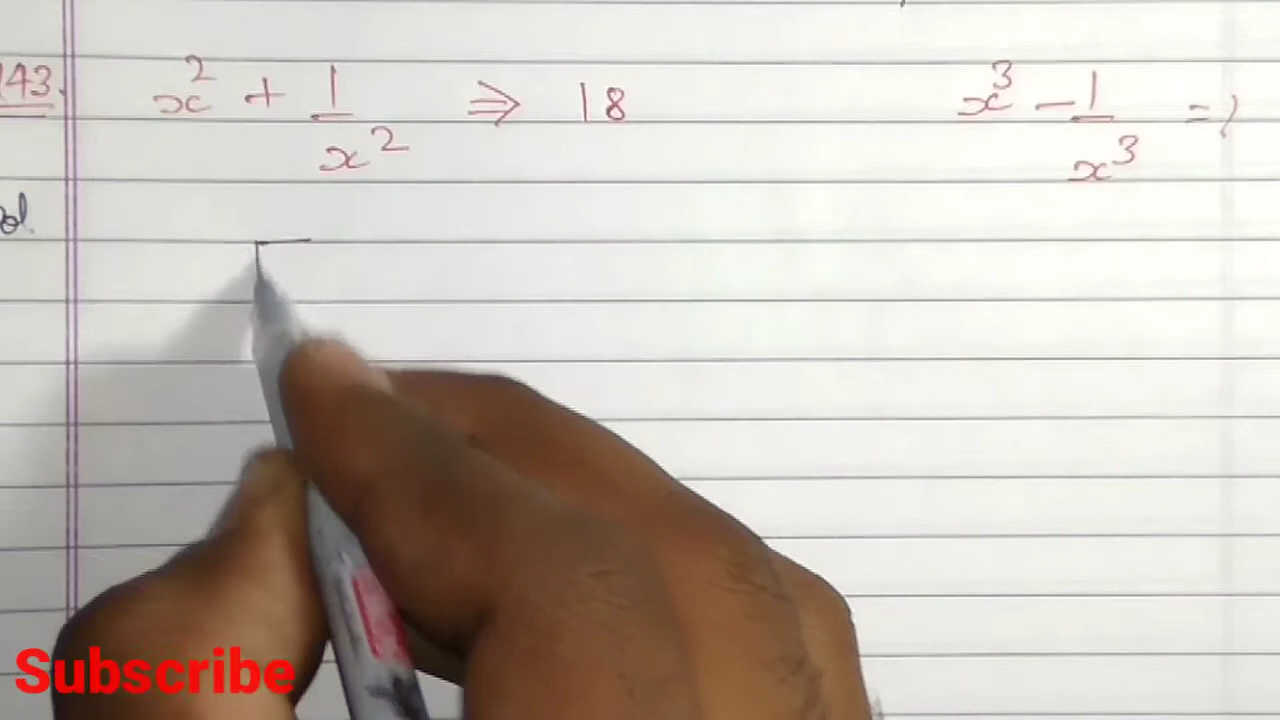 143. x² + 1/x² ⇒ 18 x³ - 1/x³ = ?
Sol
Subscribe